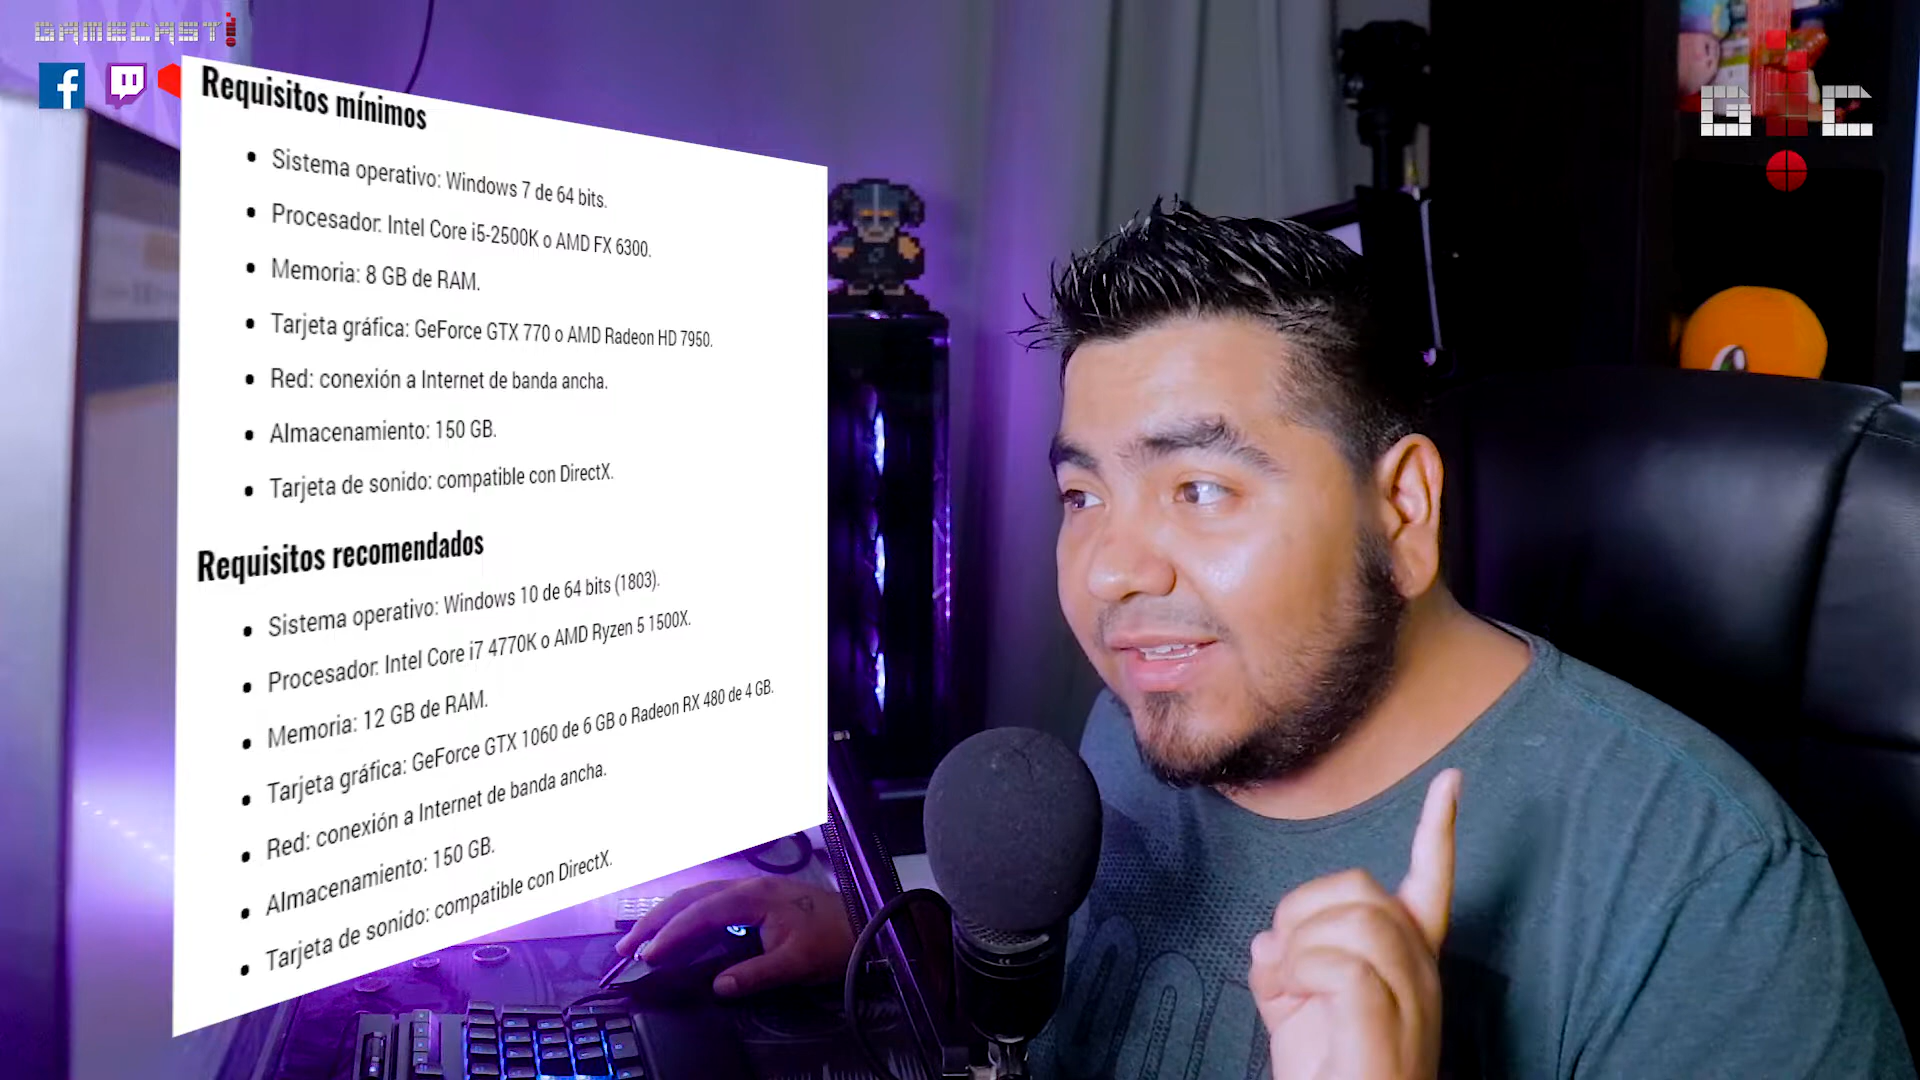 GAMECAST
ONE
Requisitos mínimos
Sistema operativo: Windows 7 de 64 bits.
Procesador: Intel Core i5-2500K o AMD FX 6300.
Memoria: 8 GB de RAM.
Tarjeta gráfica: GeForce GTX 770 o AMD Radeon HD 7950.
Red: conexión a Internet de banda ancha.
Almacenamiento: 150 GB.
Tarjeta de sonido: compatible con DirectX.
Requisitos recomendados
Sistema operativo: Windows 10 de 64 bits (1803).
Procesador: Intel Core i7 4770K o AMD Ryzen 5 1500X.
Memoria: 12 GB de RAM.
Tarjeta gráfica: GeForce GTX 1060 de 6 GB o Radeon RX 480 de 4 GB.
Red: conexión a Internet de banda ancha.
Almacenamiento: 150 GB.
Tarjeta de sonido: compatible con DirectX.
G C